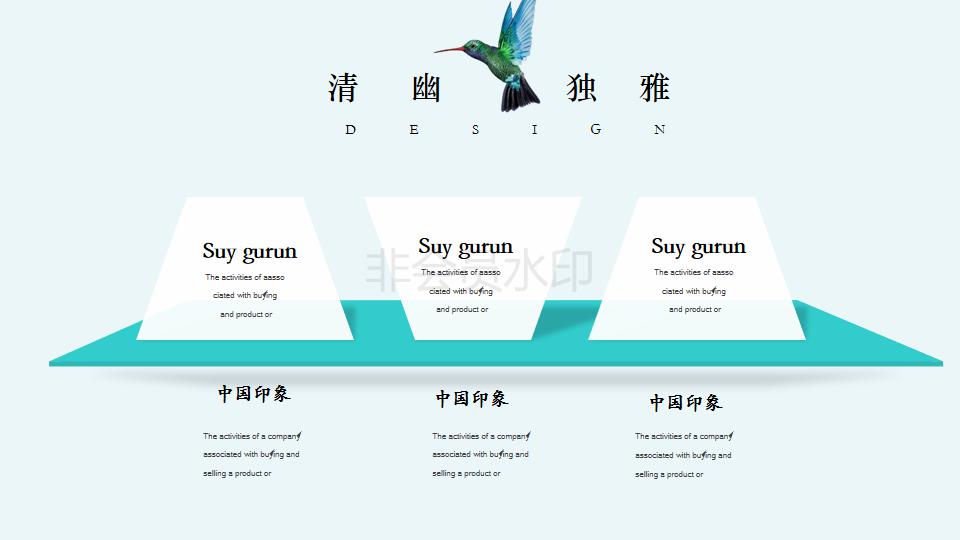 清 幽 独 雅
D E S I G N
Suy gurun
The activities of aasso
ciated with buying
and product or
Suy gurun
The activities of aasso
ciated with buying
and product or
Suy gurun
The activities of aasso
ciated with buying
and product or
非会员水印
中国印象
The activities of a company
associated with buying and
selling a product or
中国印象
The activities of a company
associated with buying and
selling a product or
中国印象
The activities of a company
associated with buying and
selling a product or